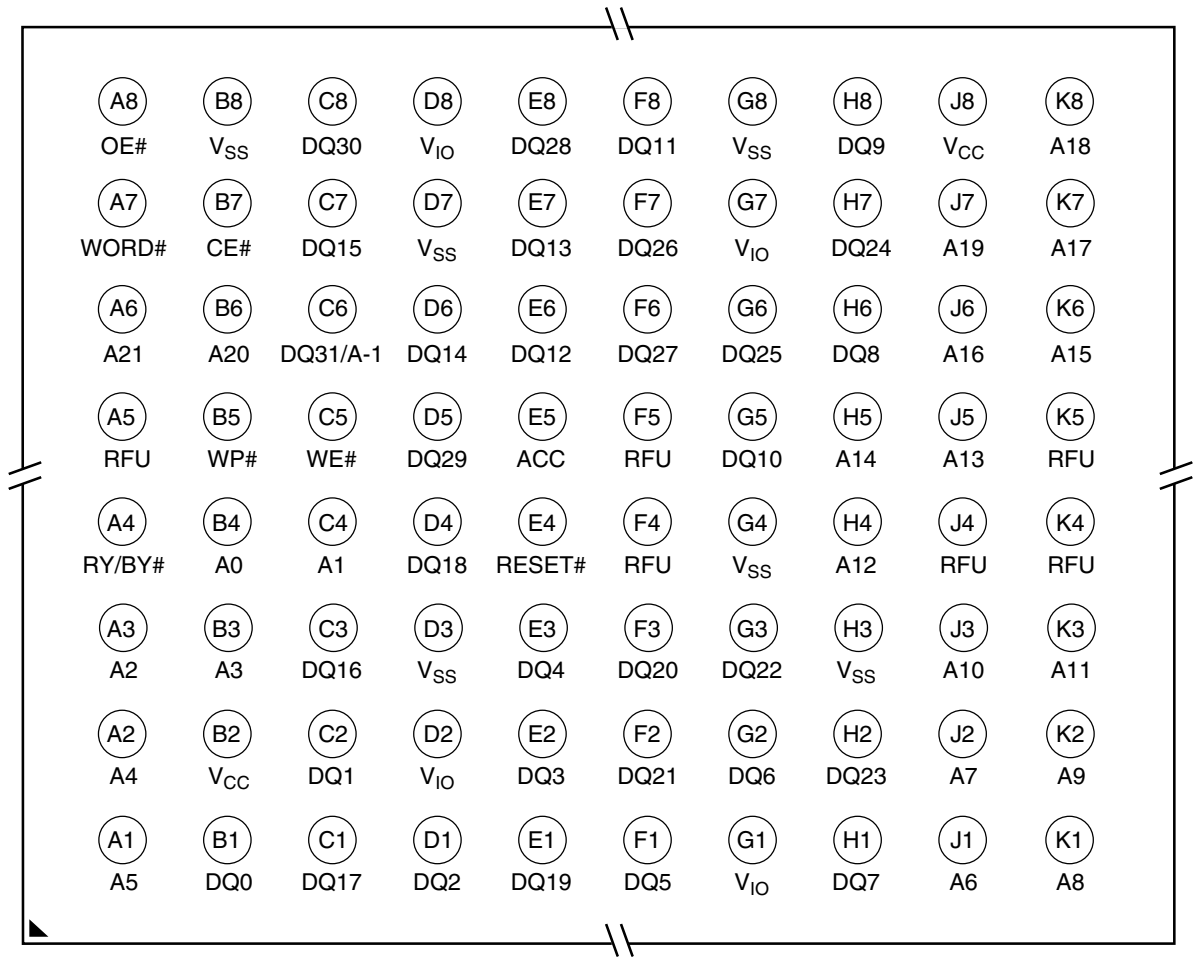 A8 B8 C8 D8 E8 F8 G8 H8 J8 K8
OE# VSS DQ30 VIO DQ28 DQ11 VSS DQ9 VCC A18
A7 B7 C7 D7 E7 F7 G7 H7 J7 K7
WORD# CE# DQ15 VSS DQ13 DQ26 VIO DQ24 A19 A17
A6 B6 C6 D6 E6 F6 G6 H6 J6 K6
A21 A20 DQ31/A-1 DQ14 DQ12 DQ27 DQ25 DQ8 A16 A15
A5 B5 C5 D5 E5 F5 G5 H5 J5 K5
RFU WP# WE# DQ29 ACC RFU DQ10 A14 A13 RFU
A4 B4 C4 D4 E4 F4 G4 H4 J4 K4
RY/BY# A0 A1 DQ18 RESET# RFU VSS A12 RFU RFU
A3 B3 C3 D3 E3 F3 G3 H3 J3 K3
A2 A3 DQ16 VSS DQ4 DQ20 DQ22 VSS A10 A11
A2 B2 C2 D2 E2 F2 G2 H2 J2 K2
A4 VCC DQ1 VIO DQ3 DQ21 DQ6 DQ23 A7 A9
A1 B1 C1 D1 E1 F1 G1 H1 J1 K1
A5 DQ0 DQ17 DQ2 DQ19 DQ5 VIO DQ7 A6 A8